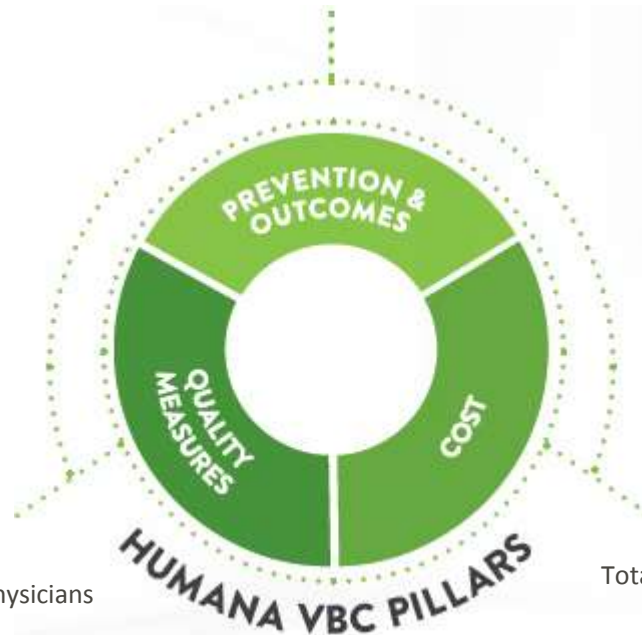 PREVENTION &
OUTCOMES
QUALITY
MEASURES
COST
HUMANA VBC PILLARS